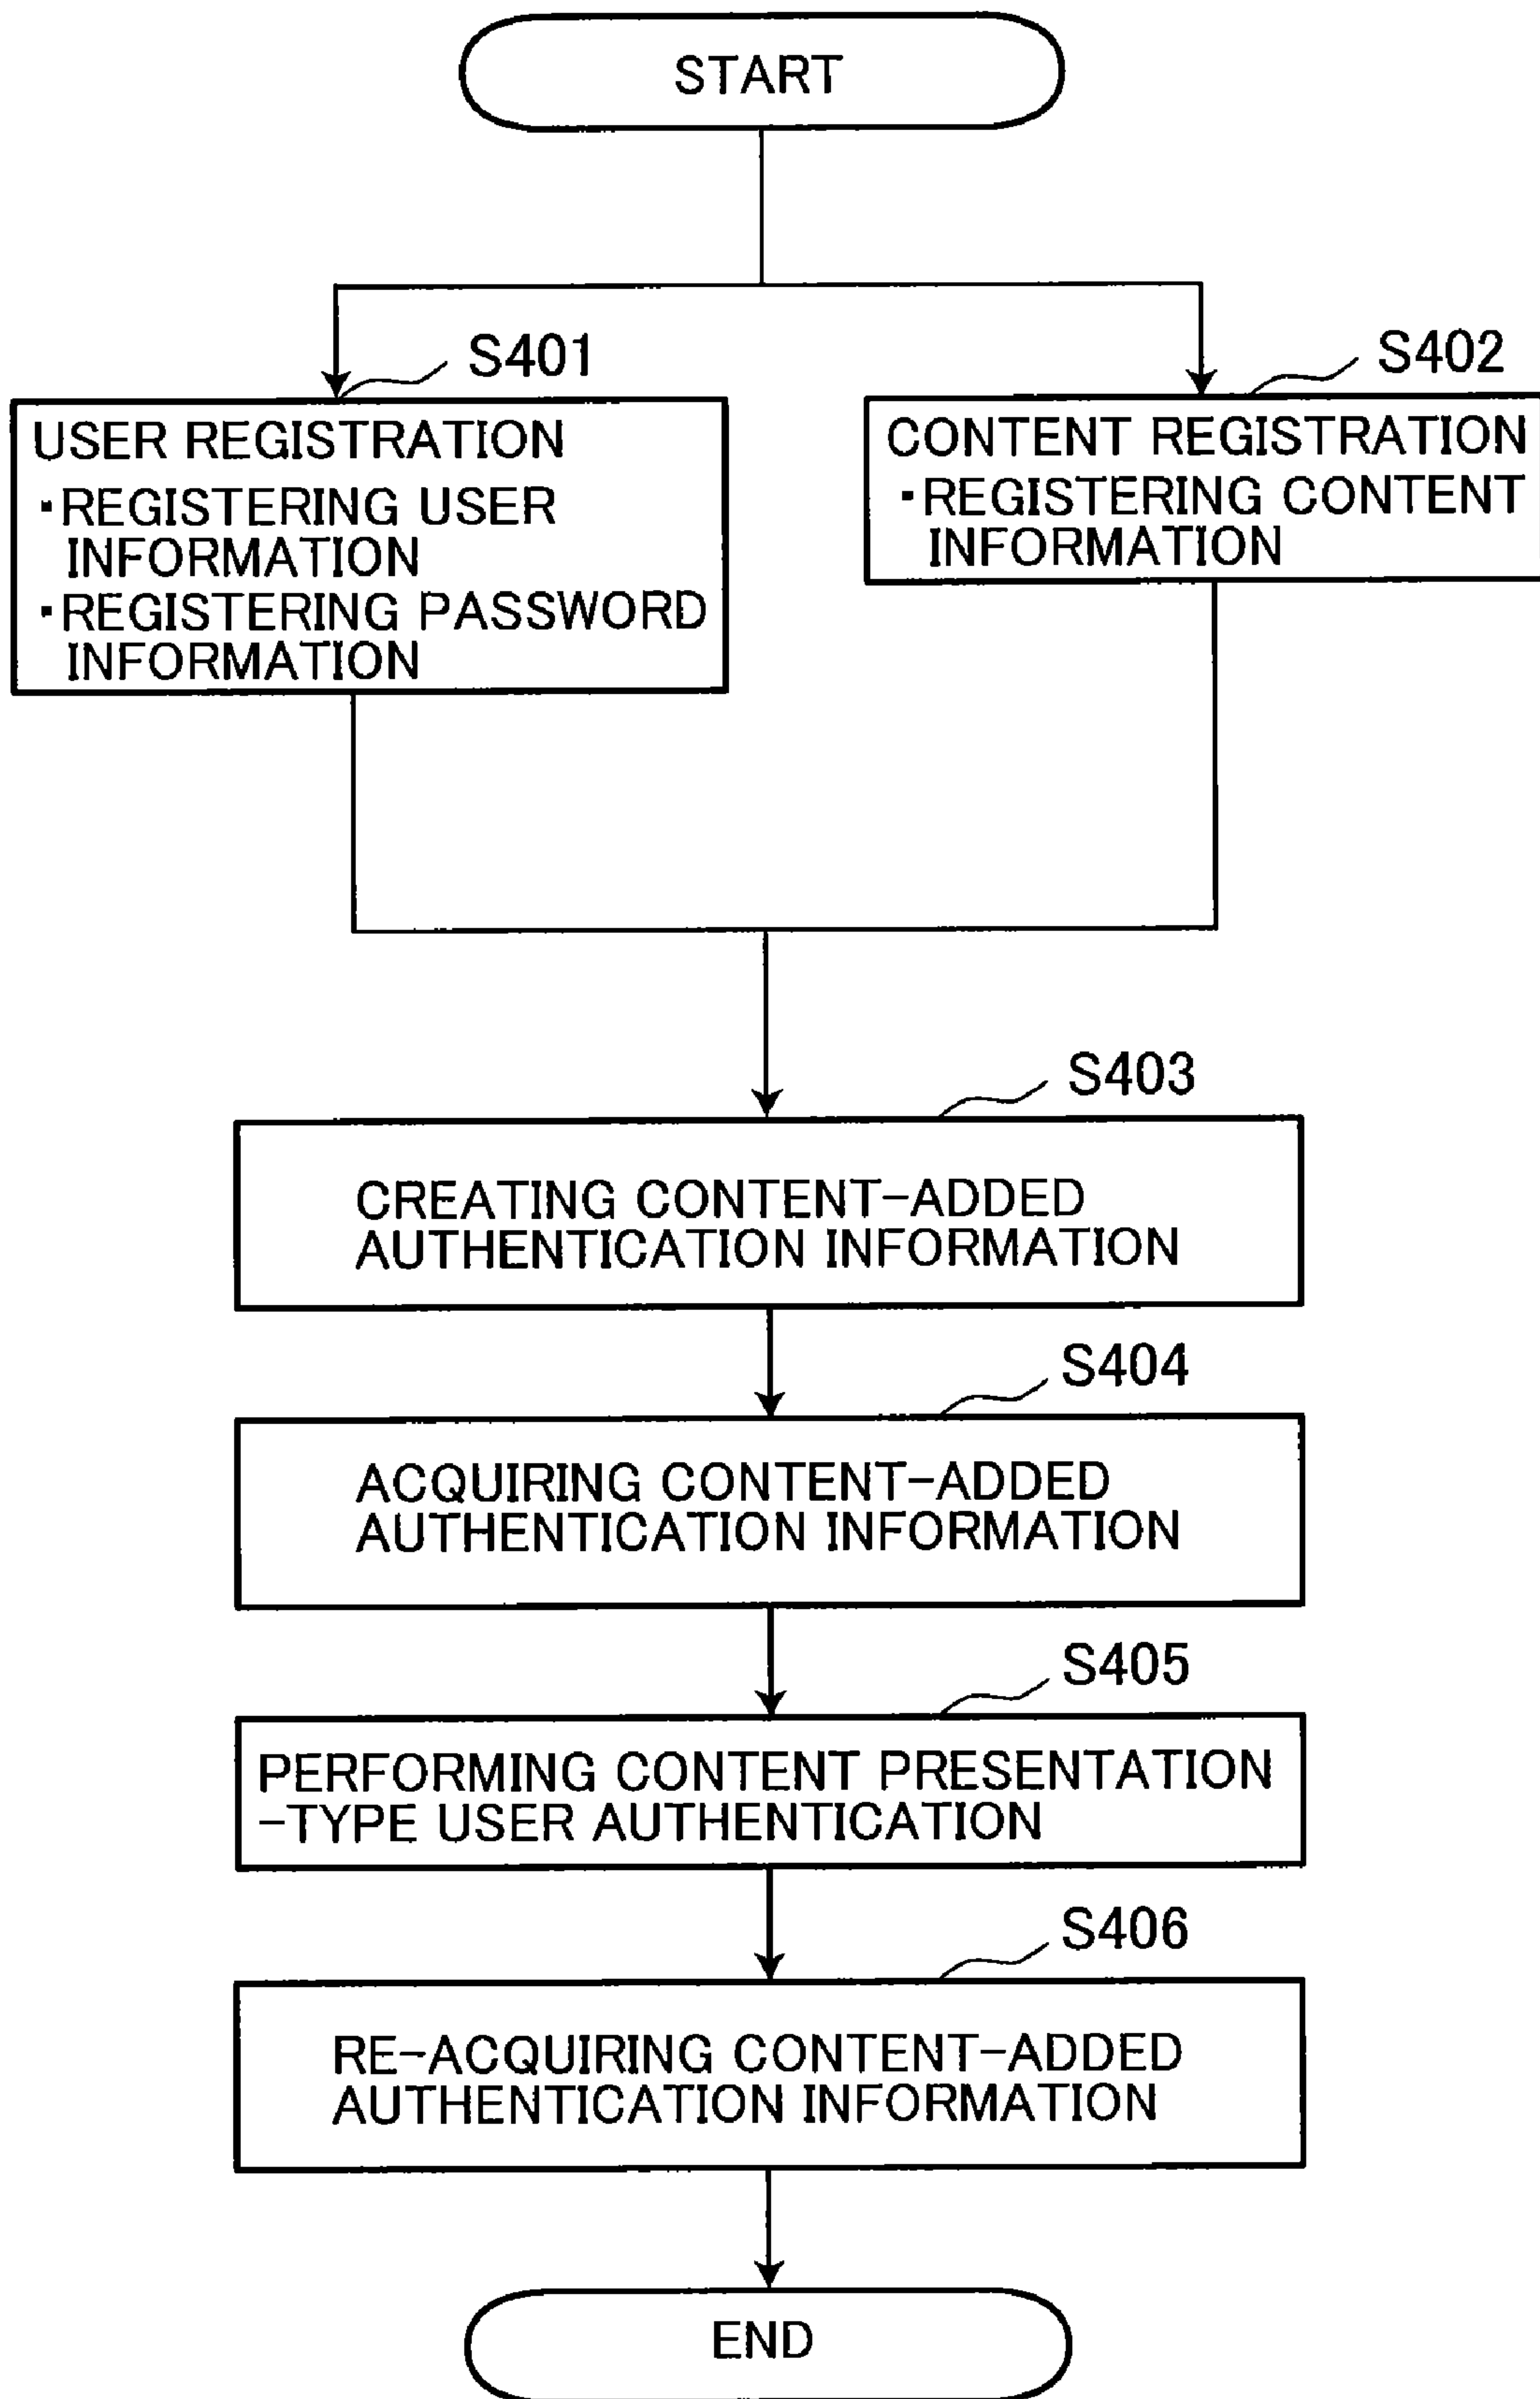 START
S401
USER REGISTRATION
・REGISTERING USER
INFORMATION
・REGISTERING PASSWORD
INFORMATION
S402
CONTENT REGISTRATION
・REGISTERING CONTENT
INFORMATION
S403
CREATING CONTENT-ADDED
AUTHENTICATION INFORMATION
S404
ACQUIRING CONTENT-ADDED
AUTHENTICATION INFORMATION
S405
PERFORMING CONTENT PRESENTATION
-TYPE USER AUTHENTICATION
S406
RE-ACQUIRING CONTENT-ADDED
AUTHENTICATION INFORMATION
END